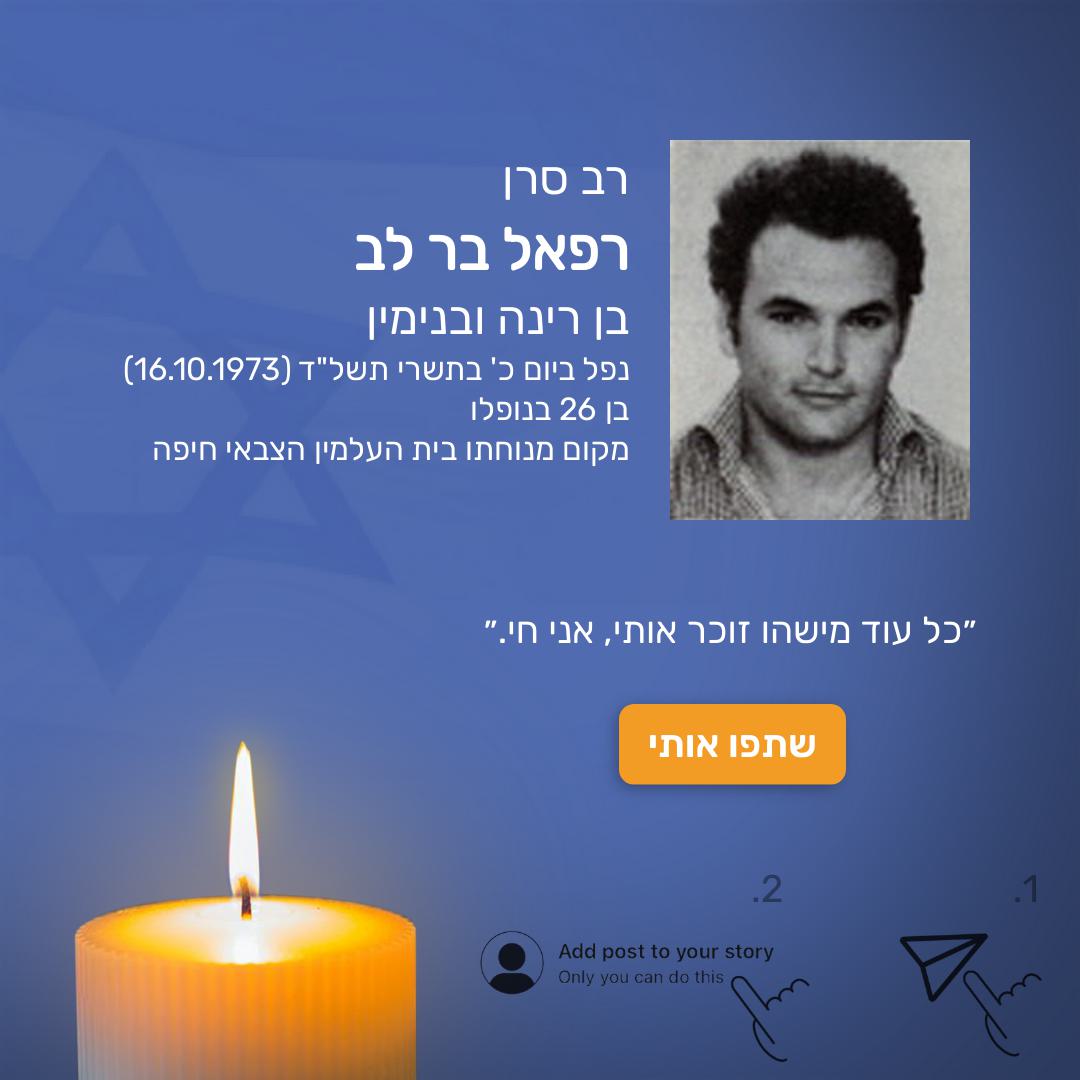 רב סרן
רפאל בר לב
בן רינה ובנימין
נפל ביום כ' בתשרי תשל"ד (16.10.1973)
בן 26 בנופלו
מקום מנוחתו בית העלמין הצבאי חיפה
״כל עוד מישהו זוכר אותי, אני חי.״
שתפו אותי
1.
2.
Add post to your story
Only you can do this